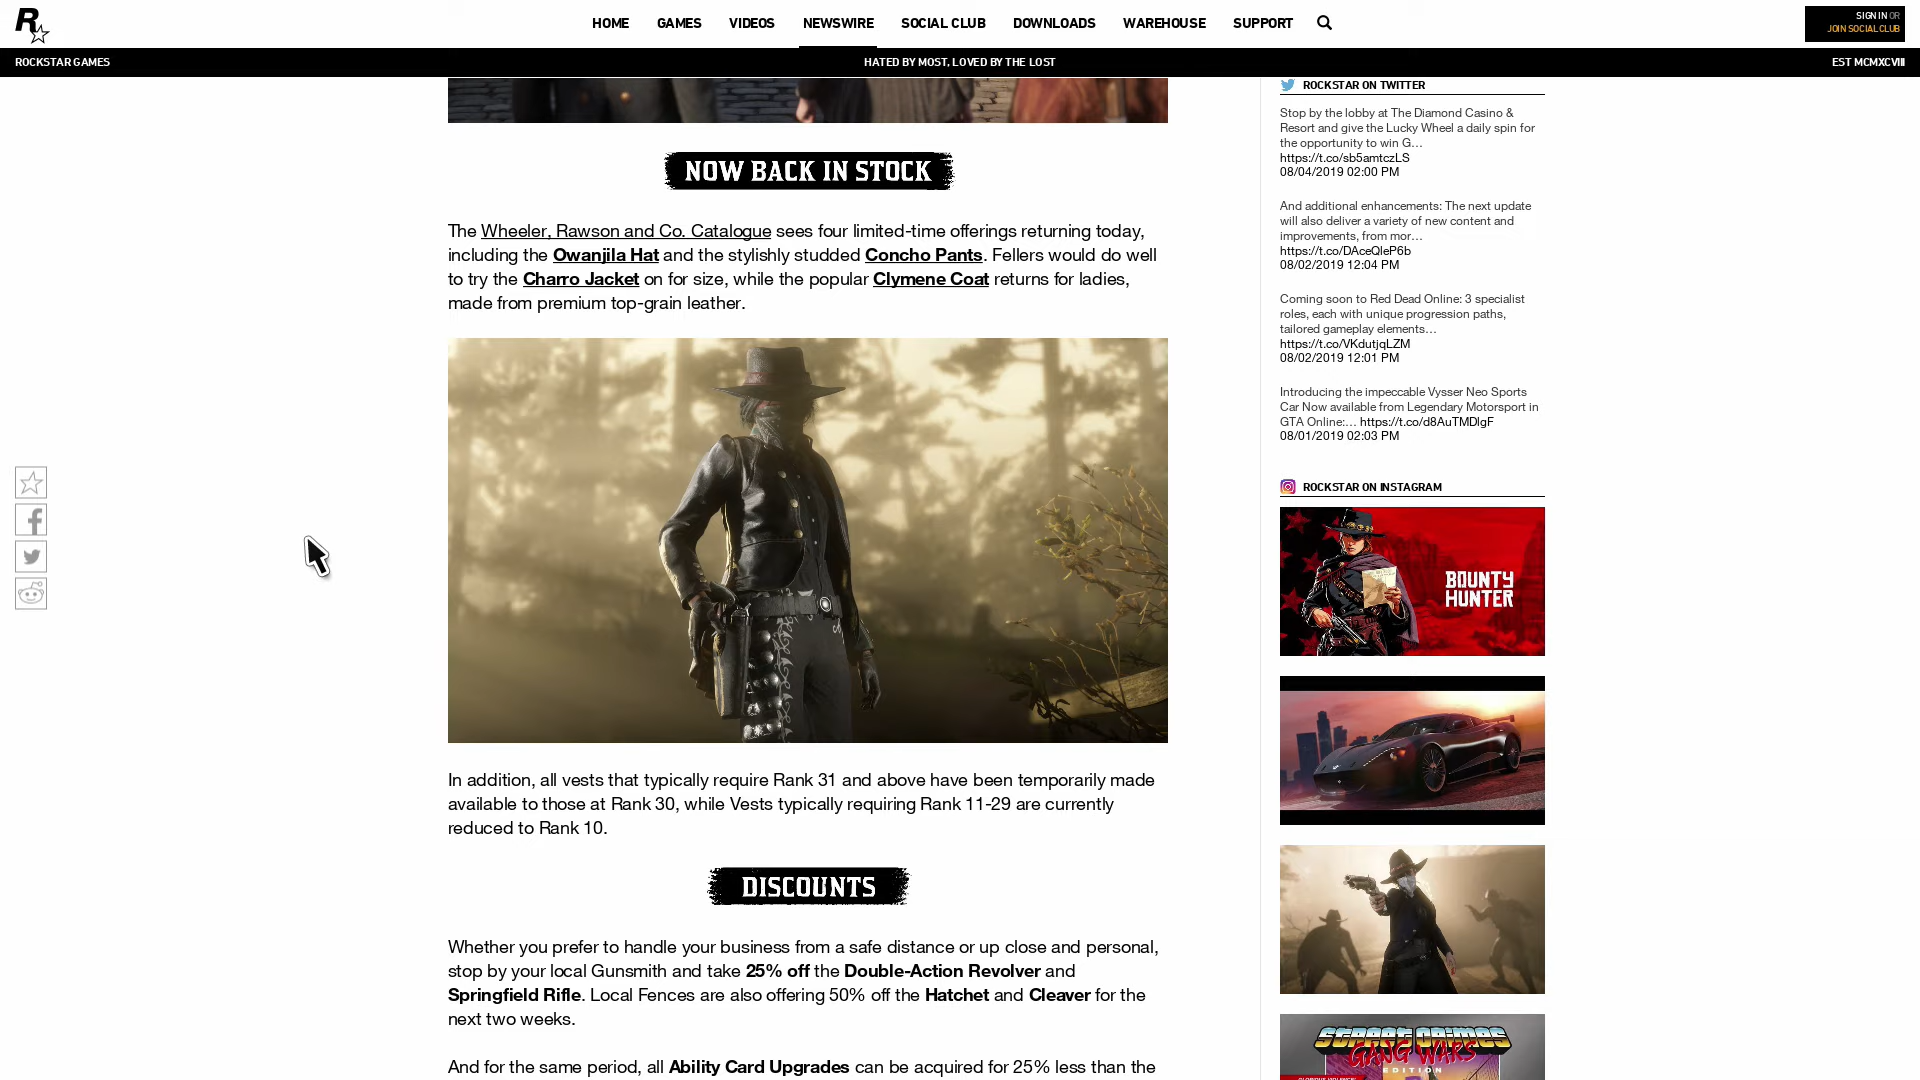 HOME GAMES VIDEOS NEWSWIRE SOCIAL CLUB DOWNLOADS WAREHOUSE SUPPORT
SIGN IN OR
JOIN SOCIAL CLUB
ROCKSTAR GAMES
HATED BY MOST, LOVED BY THE LOST
EST MCMXCVIII
NOW BACK IN STOCK
The Wheeler, Rawson and Co. Catalogue sees four limited-time offerings returning today,
including the Owanjila Hat and the stylishly studded Concho Pants. Fellers would do well
to try the Charro Jacket on for size, while the popular Clymene Coat returns for ladies,
made from premium top-grain leather.
In addition, all vests that typically require Rank 31 and above have been temporarily made
available to those at Rank 30, while Vests typically requiring Rank 11-29 are currently
reduced to Rank 10.
DISCOUNTS
Whether you prefer to handle your business from a safe distance or up close and personal,
stop by your local Gunsmith and take 25% off the Double-Action Revolver and
Springfield Rifle. Local Fences are also offering 50% off the Hatchet and Cleaver for the
next two weeks.
And for the same period, all Ability Card Upgrades can be acquired for 25% less than the
ROCKSTAR ON TWITTER
Stop by the lobby at The Diamond Casino &
Resort and give the Lucky Wheel a daily spin for
the opportunity to win G…
https://t.co/sb5amtczLS
08/04/2019 02:00 PM
And additional enhancements: The next update
will also deliver a variety of new content and
improvements, from mor…
https://t.co/DAceQleP6b
08/02/2019 12:04 PM
Coming soon to Red Dead Online: 3 specialist
roles, each with unique progression paths,
tailored gameplay elements…
https://t.co/VKdutjqLZM
08/02/2019 12:01 PM
Introducing the impeccable Vysser Neo Sports
Car Now available from Legendary Motorsport in
GTA Online:… https://t.co/d8AuTMDlgF
08/01/2019 02:03 PM
ROCKSTAR ON INSTAGRAM
BOUNTY
HUNTER
STREET CRIMES
GANG WARS
EDITION